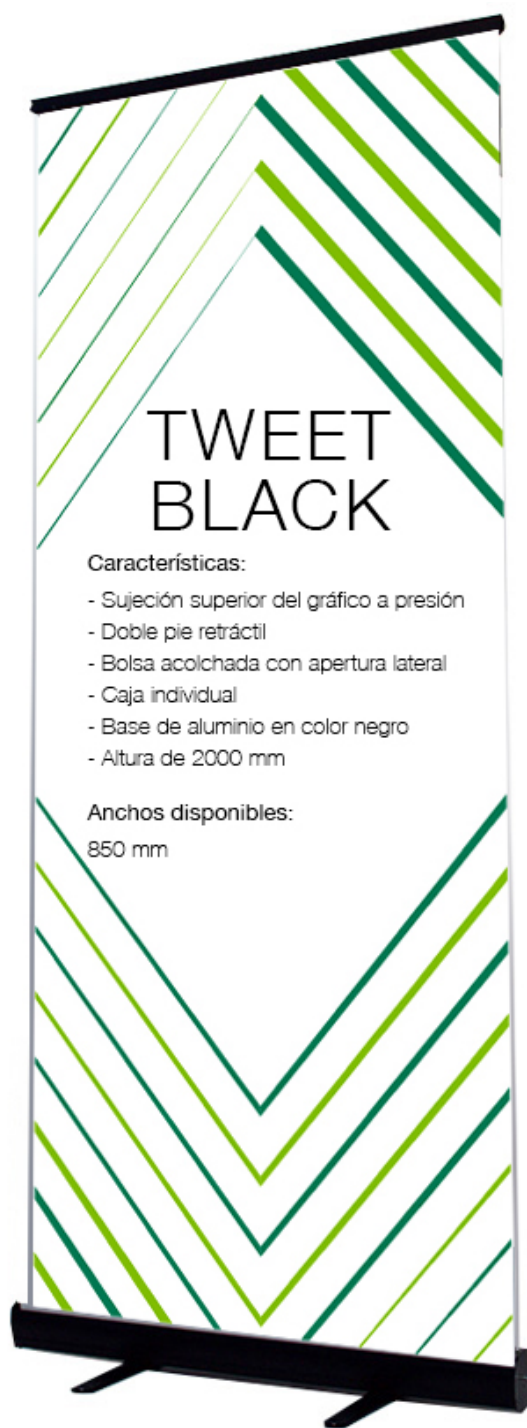 TWEET
BLACK
Características:
- Sujeción superior del gráfico a presión
- Doble pie retráctil
- Bolsa acolchada con apertura lateral
- Caja individual
- Base de aluminio en color negro
- Altura de 2000 mm
Anchos disponibles:
850 mm